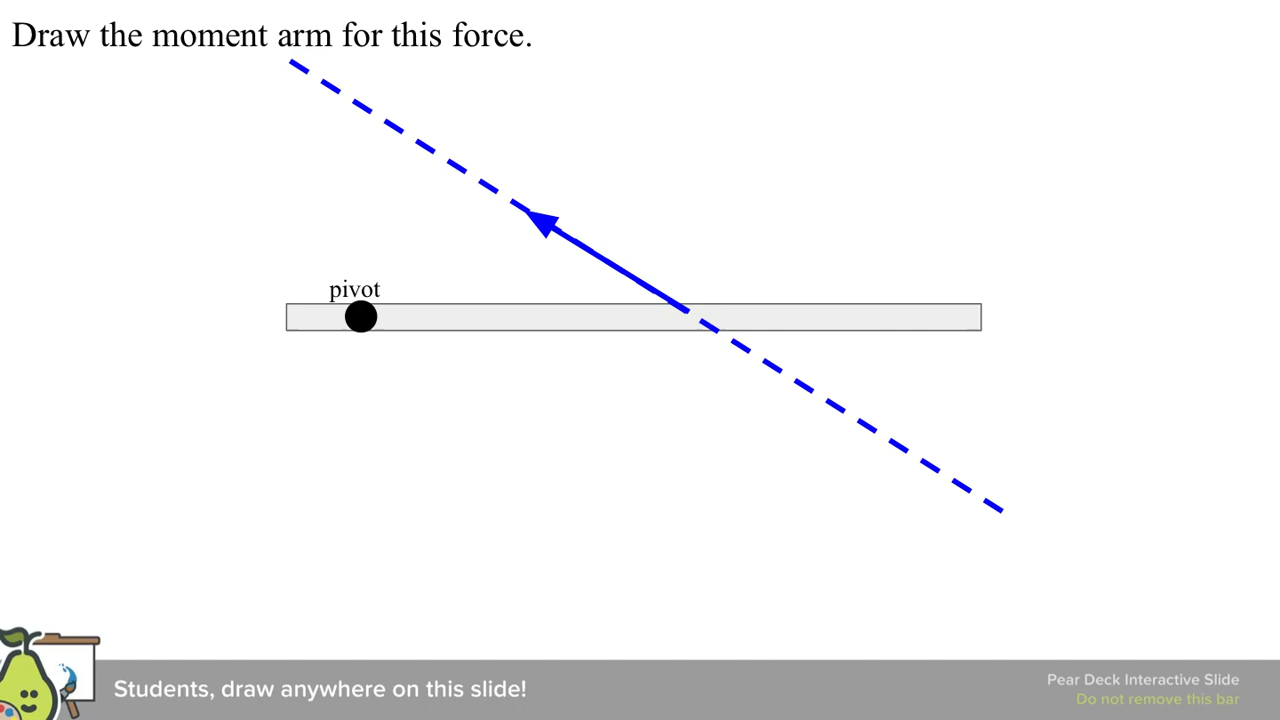 Draw the moment arm for this force.
pivot
Students, draw anywhere on this slide!
Pear Deck Interactive Slide
Do not remove this bar